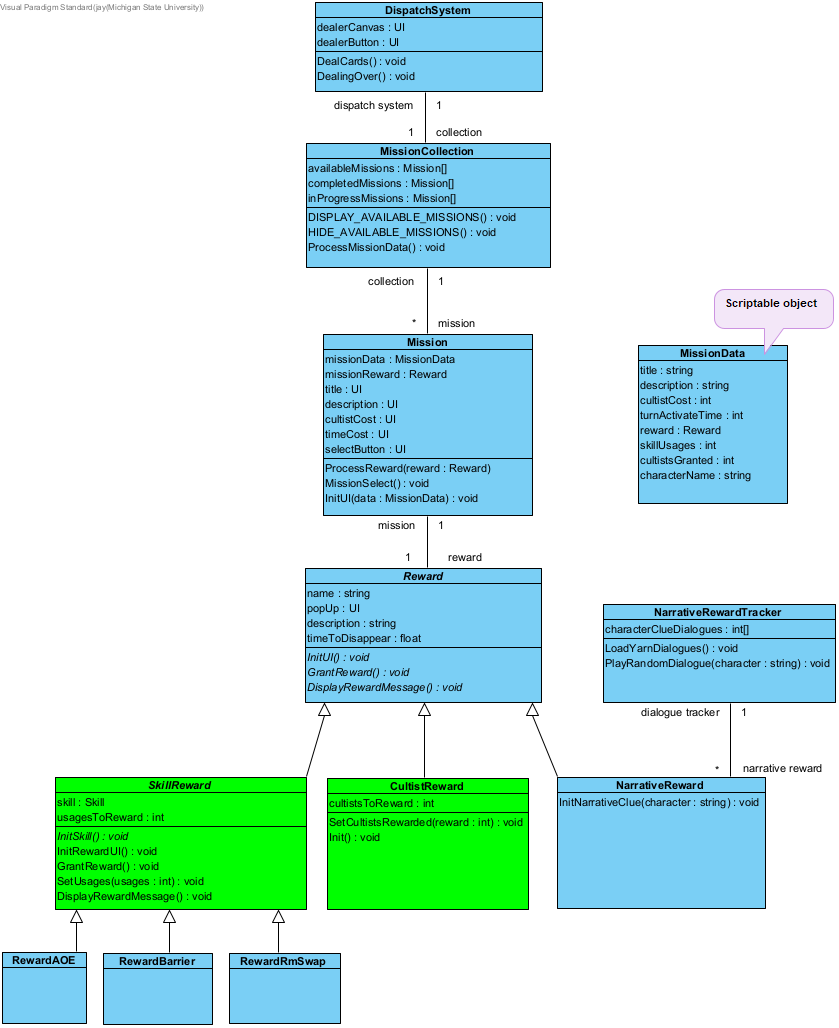 Visual Paradigm Standard(jay(Michigan State University))
DispatchSystem
dealerCanvas : UI
dealerButton : UI
DealCards() : void
DealingOver() : void
dispatch system 1
1 collection
MissionCollection
availableMissions : Mission[]
completedMissions : Mission[]
inProgressMissions : Mission[]
DISPLAY_AVAILABLE_MISSIONS() : void
HIDE_AVAILABLE_MISSIONS() : void
ProcessMissionData() : void
collection 1
* mission
Mission
missionData : MissionData
missionReward : Reward
title : UI
description : UI
cultistCost : UI
timeCost : UI
selectButton : UI
ProcessReward(reward : Reward)
MissionSelect() : void
InitUI(data : MissionData) : void
Scriptable object
MissionData
title : string
description : string
cultistCost : int
turnActivateTime : int
reward : Reward
skillUsages : int
cultistsGranted : int
characterName : string
mission 1
1 reward
Reward
name : string
popUp : UI
description : string
timeToDisappear : float
InitUI() : void
GrantReward() : void
DisplayRewardMessage() : void
NarrativeRewardTracker
characterClueDialogues : int[]
LoadYarnDialogues() : void
PlayRandomDialogue(character : string) : void
dialogue tracker 1
* narrative reward
SkillReward
skill : Skill
usagesToReward : int
InitSkill() : void
InitRewardUI() : void
GrantReward() : void
SetUsages(usages : int) : void
DisplayRewardMessage() : void
CultistReward
cultistsToReward : int
SetCultistsRewarded(reward : int) : void
Init() : void
NarrativeReward
InitNarrativeClue(character : string) : void
RewardAOE
RewardBarrier
RewardRmSwap